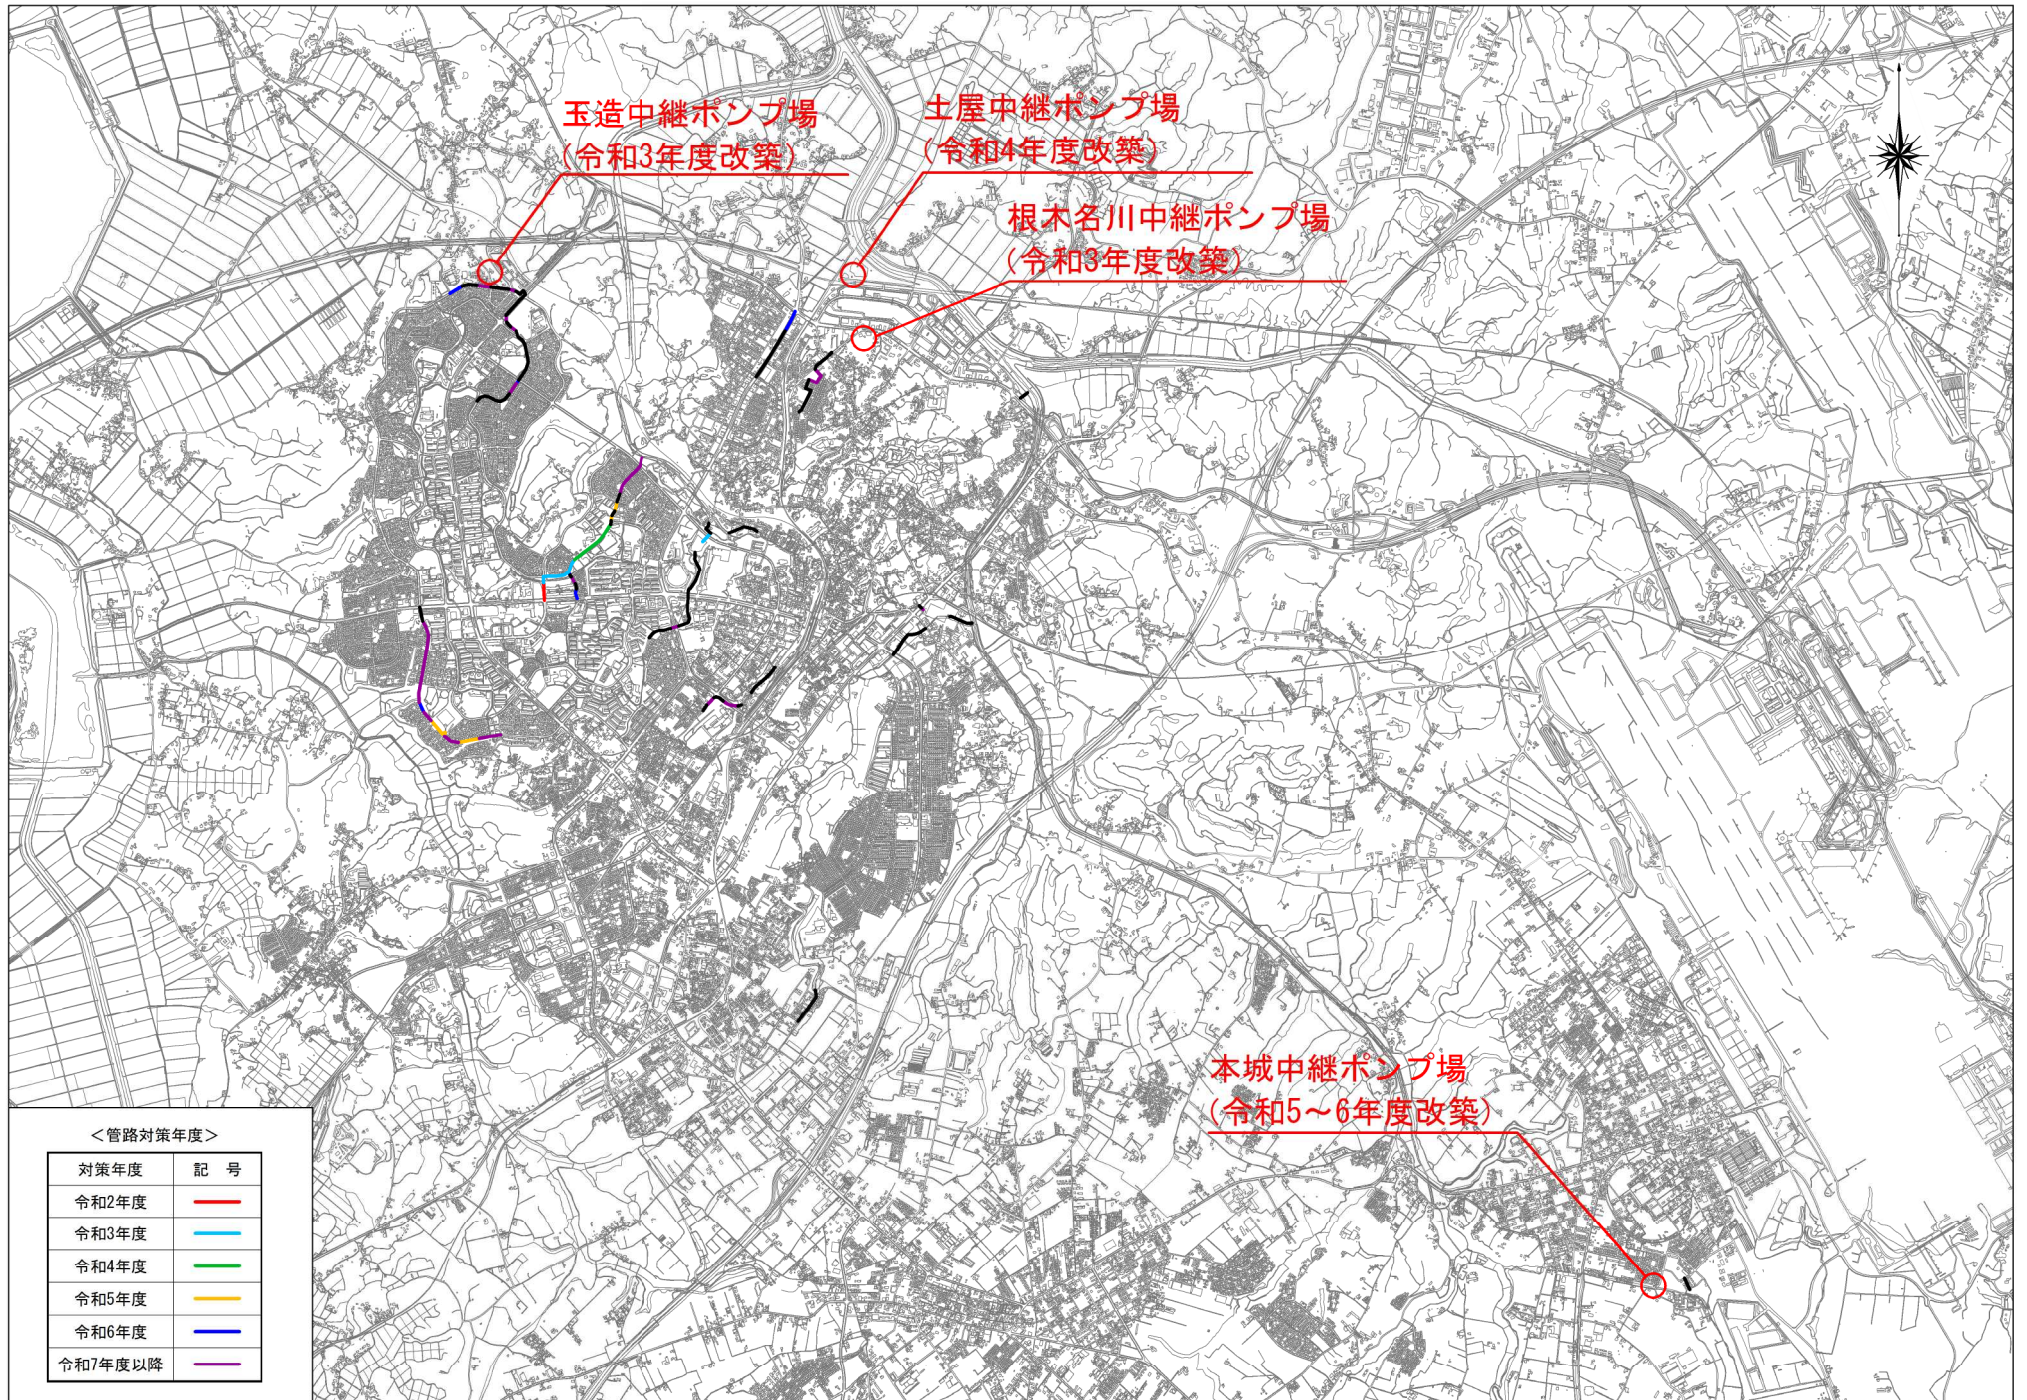 玉造中継ポンプ場
(令和3年度改築)
土屋中継ポンプ場
(令和4年度改築)
根木名川中継ポンプ場
(令和3年度改築)
本城中継ポンプ場
(令和5～6年度改築)
＜管路対策年度＞
対策年度 記 号
令和2年度
令和3年度
令和4年度
令和5年度
令和6年度
令和7年度以降